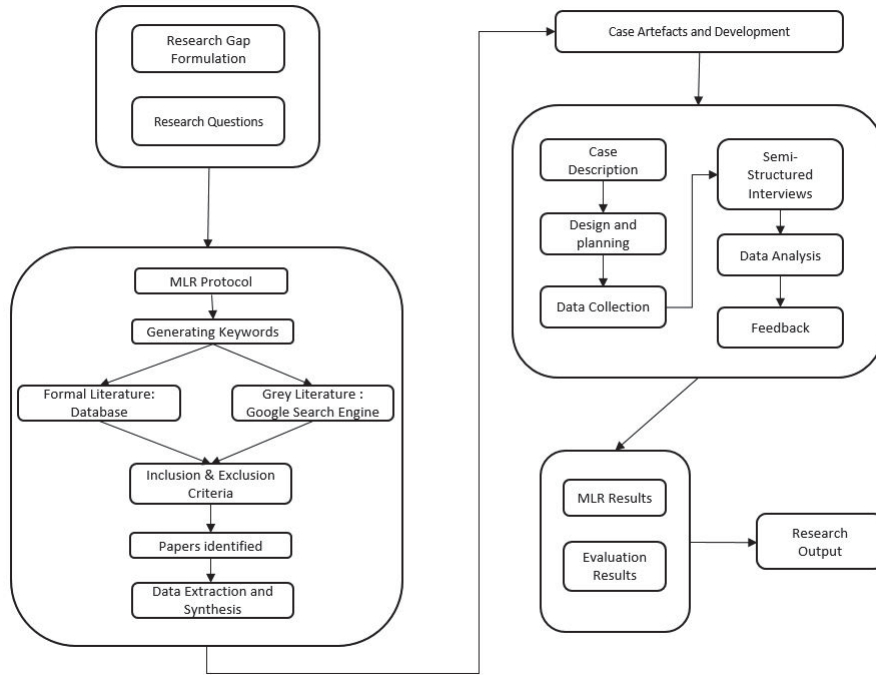 Research Gap
Formulation
Research Questions
MLR Protocol
Generating Keywords
Formal Literature:
Database
Grey Literature :
Google Search Engine
Inclusion & Exclusion
Criteria
Papers identified
Data Extraction and
Synthesis
Case Artefacts and Development
Case
Description
Design and
planning
Data Collection
Semi-
Structured
Interviews
Data Analysis
Feedback
MLR Results
Evaluation
Results
Research
Output